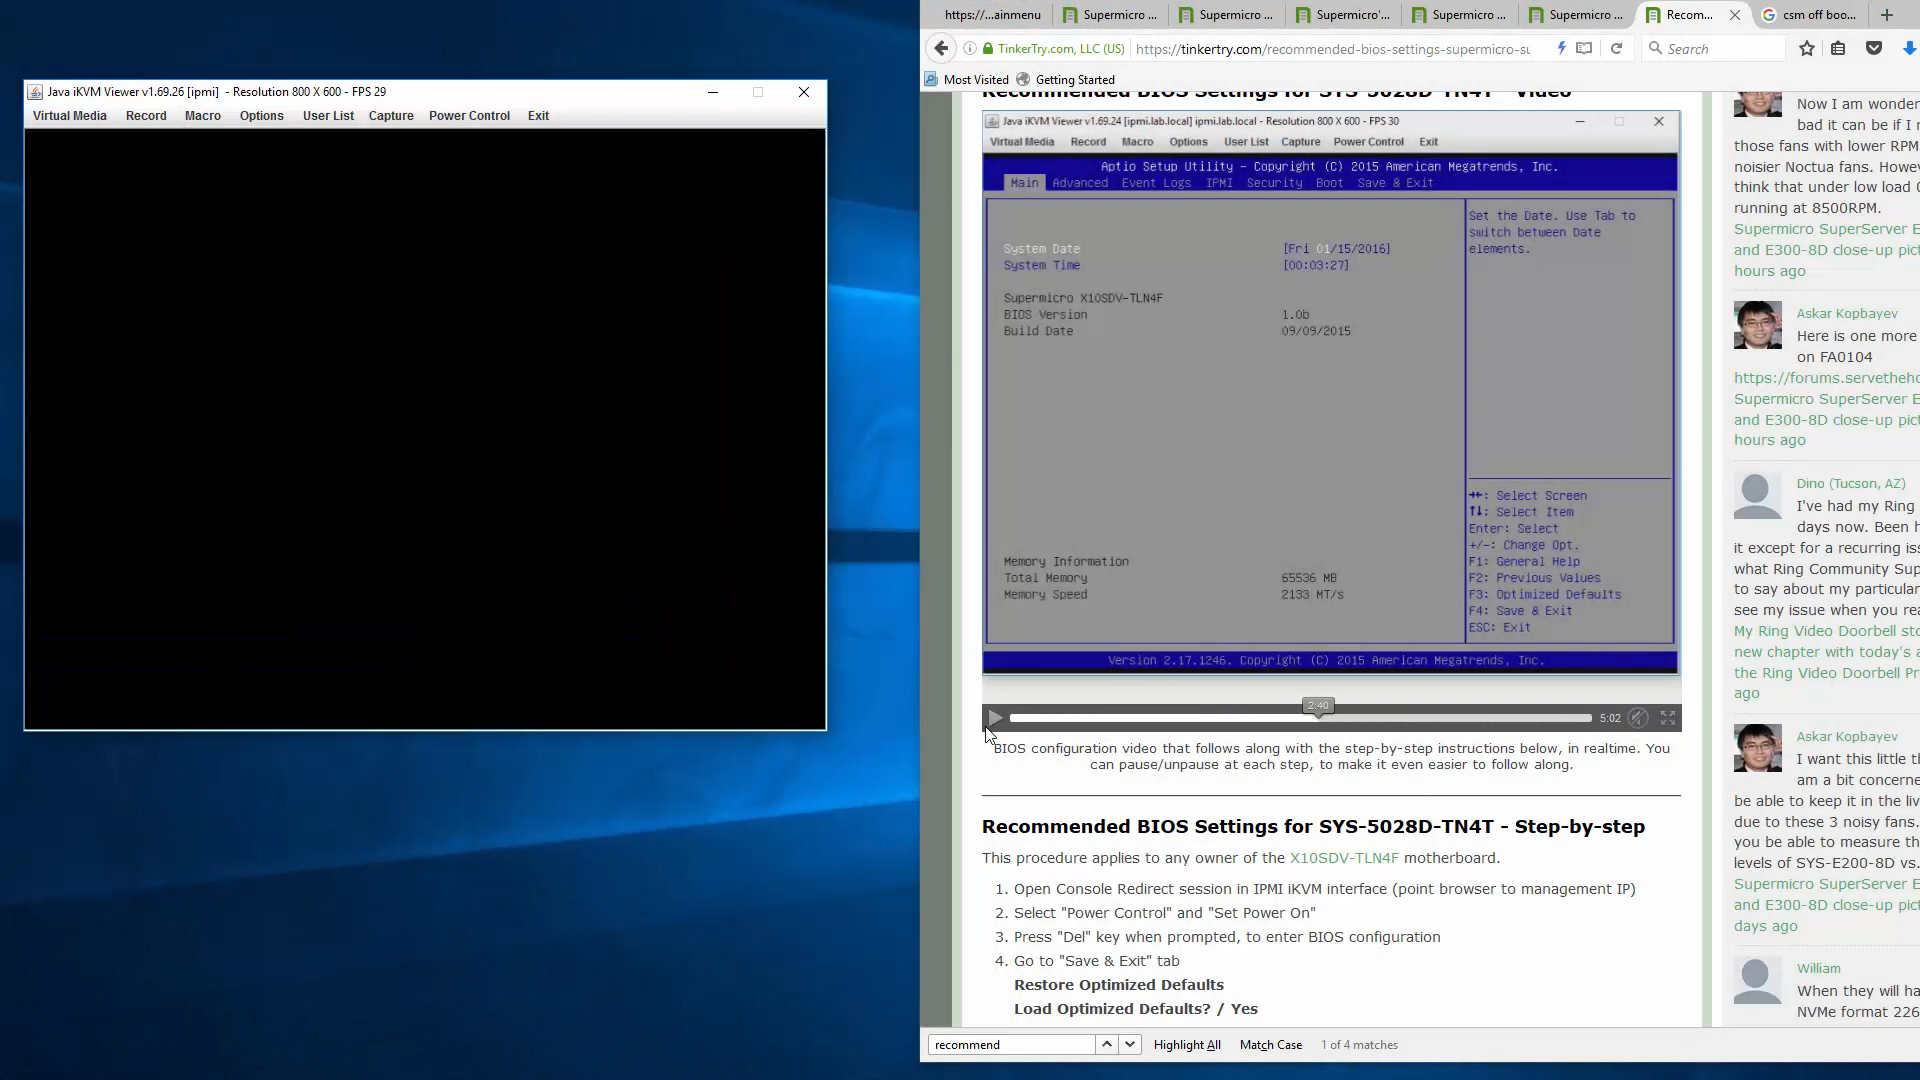 Java iKVM Viewer v1.69.26 [ipmi] - Resolution 800 X 600 - FPS 29
Virtual Media Record Macro Options User List Capture Power Control Exit
https://...ainmenu Supermicro ... Supermicro ... Supermicro'... Supermicro ... Supermicro ... Recom... csm off boo...
TinkerTry.com, LLC (US) https://tinkertry.com/recommended-bios-settings-supermicro-su Search
Most Visited Getting Started
Recommended BIOS Settings for SYS-5028D-TN4T - Video
Java iKVM Viewer v1.69.24 [ipmi.lab.local] ipmi.lab.local - Resolution 800 X 600 - FPS 30
Virtual Media Record Macro Options User List Capture Power Control Exit
Aptio Setup Utility - Copyright (C) 2015 American Megatrends, Inc.
Main Advanced Event Logs IPMI Security Boot Save & Exit
System Date [Fri 01/15/2016]
System Time [00:03:27]
Supermicro X10SDV-TLN4F
BIOS Version 1.0b
Build Date 09/09/2015
Memory Information
Total Memory 65536 MB
Memory Speed 2133 MT/s
Set the Date. Use Tab to
switch between Date
elements.
→←: Select Screen
↑↓: Select Item
Enter: Select
+/-: Change Opt.
F1: General Help
F2: Previous Values
F3: Optimized Defaults
F4: Save & Exit
ESC: Exit
Version 2.17.1246. Copyright (C) 2015 American Megatrends, Inc.
2:40
5:02
BIOS configuration video that follows along with the step-by-step instructions below, in realtime. You
can pause/unpause at each step, to make it even easier to follow along.
Recommended BIOS Settings for SYS-5028D-TN4T - Step-by-step
This procedure applies to any owner of the X10SDV-TLN4F motherboard.
1. Open Console Redirect session in IPMI iKVM interface (point browser to management IP)
2. Select "Power Control" and "Set Power On"
3. Press "Del" key when prompted, to enter BIOS configuration
4. Go to "Save & Exit" tab
Restore Optimized Defaults
Load Optimized Defaults? / Yes
Now I am wonder
bad it can be if I r
those fans with lower RPM
noisier Noctua fans. Howev
think that under low load 
running at 8500RPM.
Supermicro SuperServer E
and E300-8D close-up pict
hours ago
Askar Kopbayev
Here is one more
on FA0104
https://forums.servetheho
Supermicro SuperServer E
and E300-8D close-up pict
hours ago
Dino (Tucson, AZ)
I've had my Ring
days now. Been h
it except for a recurring iss
what Ring Community Sup
to say about my particular
see my issue when you rea
My Ring Video Doorbell sto
new chapter with today's a
the Ring Video Doorbell Pr
ago
Askar Kopbayev
I want this little th
am a bit concerne
be able to keep it in the liv
due to these 3 noisy fans.
you be able to measure th
levels of SYS-E200-8D vs.
Supermicro SuperServer E
and E300-8D close-up pict
days ago
William
When they will ha
NVMe format 226
recommend Highlight All Match Case 1 of 4 matches